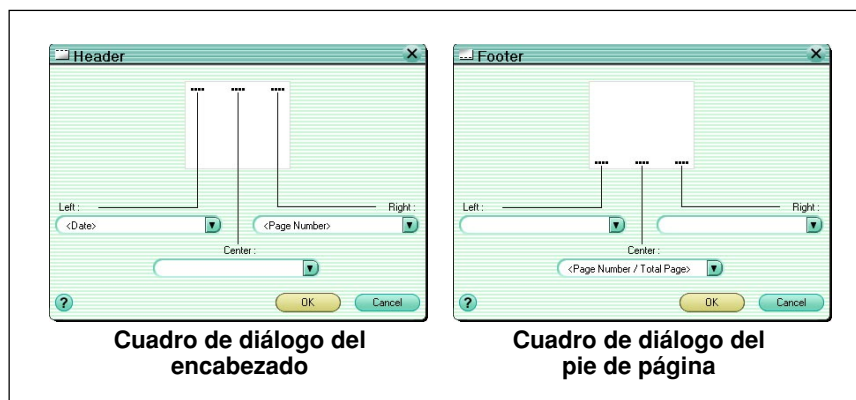 Header
Left :
Right :
<Date>
<Page Number>
Center :
?
OK
Cancel
Cuadro de diálogo del
encabezado
Footer
Left :
Right :
Center :
<Page Number / Total Page>
?
OK
Cancel
Cuadro de diálogo del
pie de página